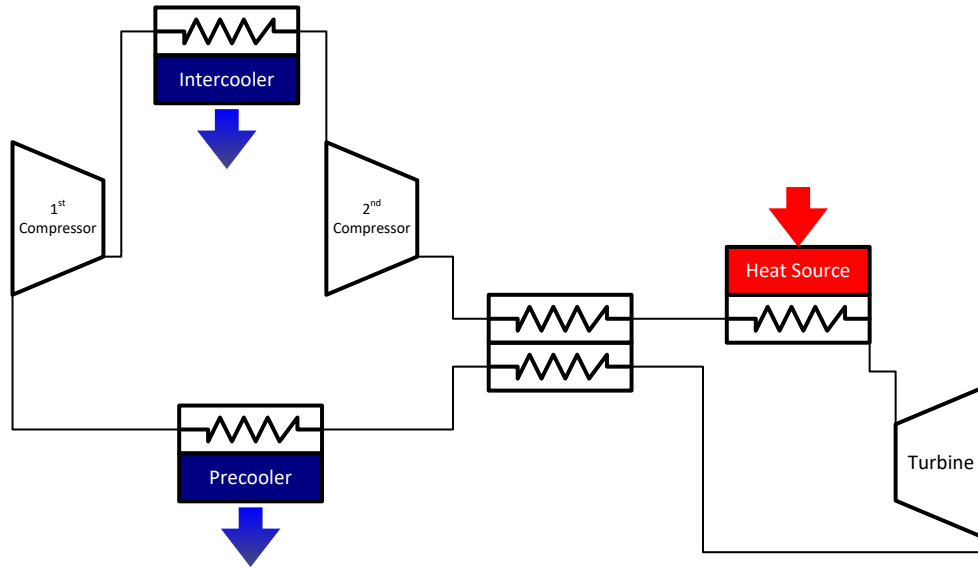 Intercooler
1st
Compressor
2nd
Compressor
Heat Source
Precooler
Turbine